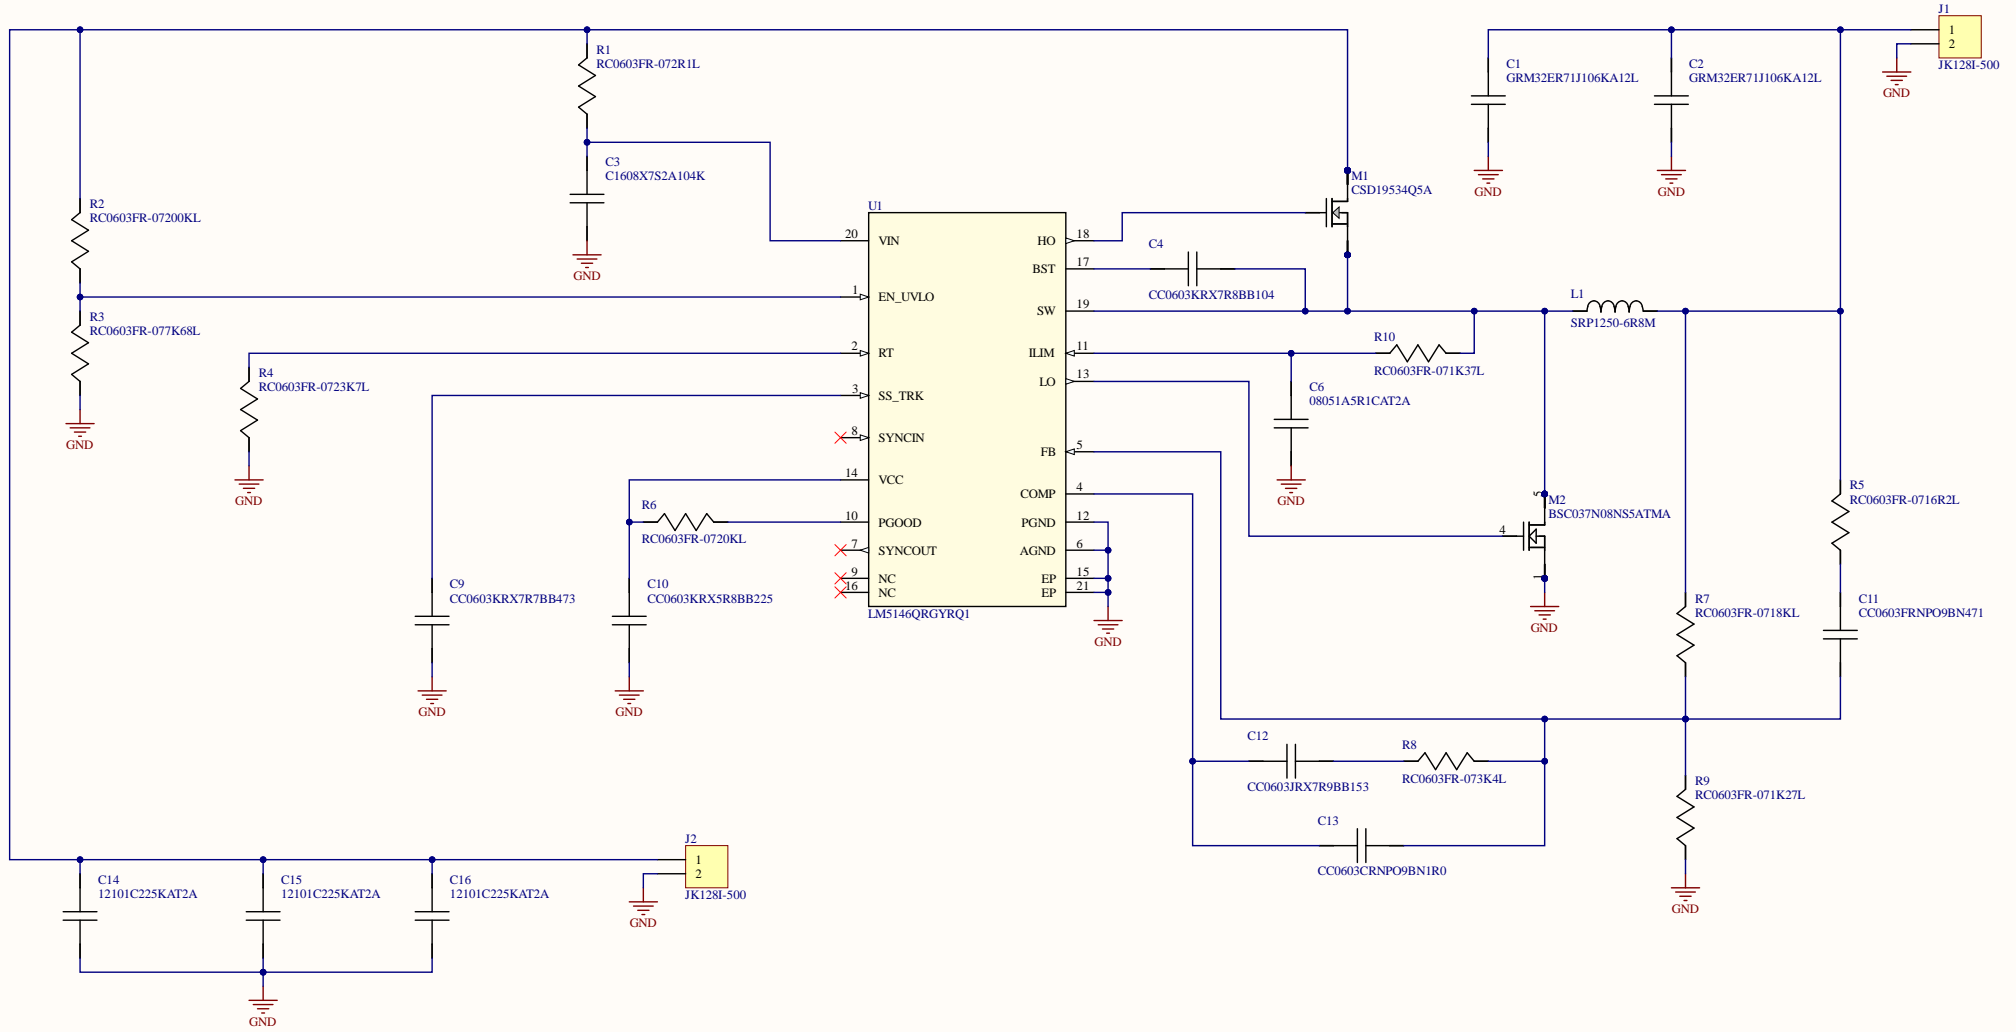 J1
1
2
JK128I-500
GND
R1
RC0603FR-072R1L
C1
GRM32ER71J106KA12L
GND
C2
GRM32ER71J106KA12L
GND
C3
C1608X7S2A104K
GND
M1
CSD19534Q5A
R2
RC0603FR-07200KL
R3
RC0603FR-077K68L
GND
R4
RC0603FR-0723K7L
GND
U1
20 VIN
1 EN_UVLO
2 RT
3 SS_TRK
8 SYNCIN
14 VCC
10 PGOOD
7 SYNCOUT
9 NC
16 NC
HO 18
BST 17
SW 19
ILIM 11
LO 13
FB 5
COMP 4
PGND 12
AGND 6
EP 15
EP 21
LM5146QRGYRQ1
GND
C4
CC0603KRX7R8BB104
L1
SRP1250-6R8M
R10
RC0603FR-071K37L
C6
08051A5R1CAT2A
GND
5
M2
BSC037N08NS5ATMA
4
1
GND
R5
RC0603FR-0716R2L
R6
RC0603FR-0720KL
C9
CC0603KRX7R7BB473
GND
C10
CC0603KRX5R8BB225
GND
R7
RC0603FR-0718KL
C11
CC0603FRNPO9BN471
C12
CC0603JRX7R9BB153
R8
RC0603FR-073K4L
C13
CC0603CRNPO9BN1R0
R9
RC0603FR-071K27L
GND
J2
1
2
JK128I-500
GND
C14
12101C225KAT2A
C15
12101C225KAT2A
C16
12101C225KAT2A
GND